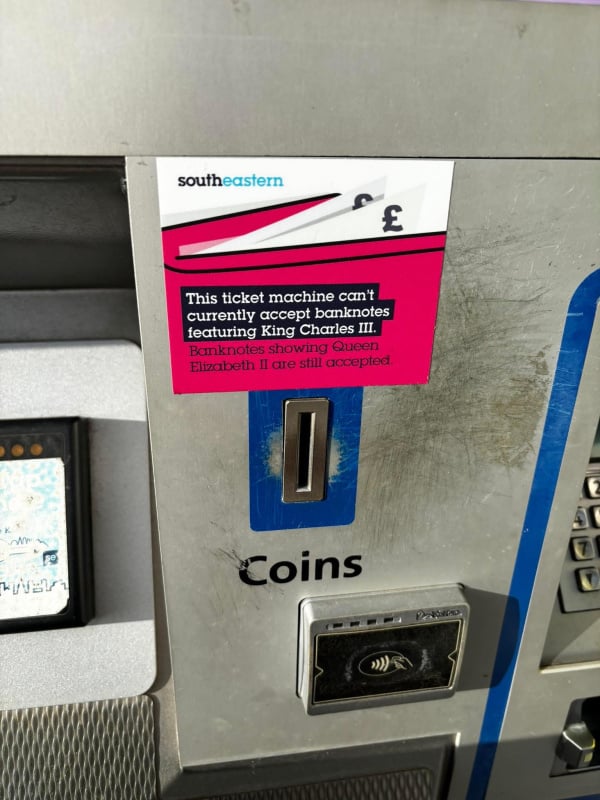 southeastern
£ £
This ticket machine can't
currently accept banknotes
featuring King Charles III.
Banknotes showing Queen
Elizabeth II are still accepted.
se
Coins